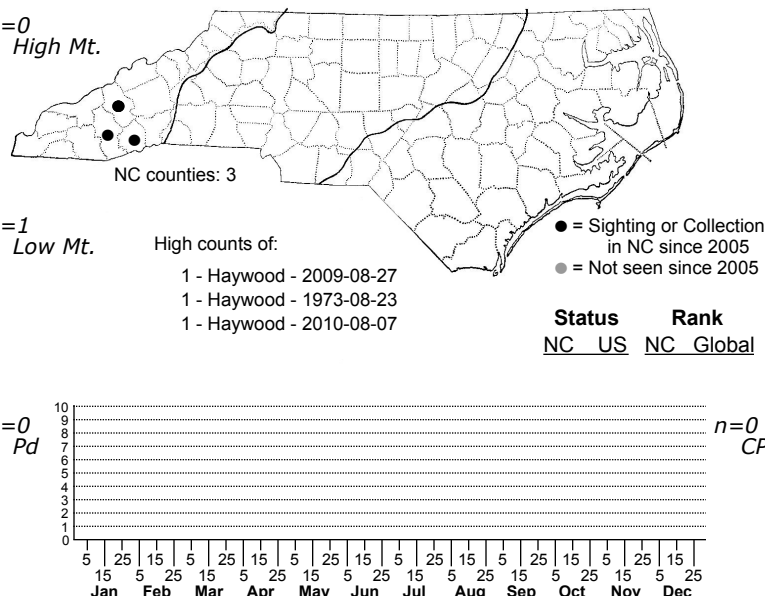 =0
High Mt.
NC counties: 3
=1
Low Mt.
High counts of:
1 - Haywood - 2009-08-27
1 - Haywood - 1973-08-23
1 - Haywood - 2010-08-07
● = Sighting or Collection
in NC since 2005
● = Not seen since 2005
Status Rank
NC US NC Global
=0
Pd
n=0
CP
10
9
8
7
6
5
4
3
2
1
0
5 25 15 5 25 15 5 25 15 5 25 15 5 25 15 5 25 15
15 5 25 15 5 25 15 5 25 15 5 25 15 5 25 15 5 25
Jan Feb Mar Apr May Jun Jul Aug Sep Oct Nov Dec